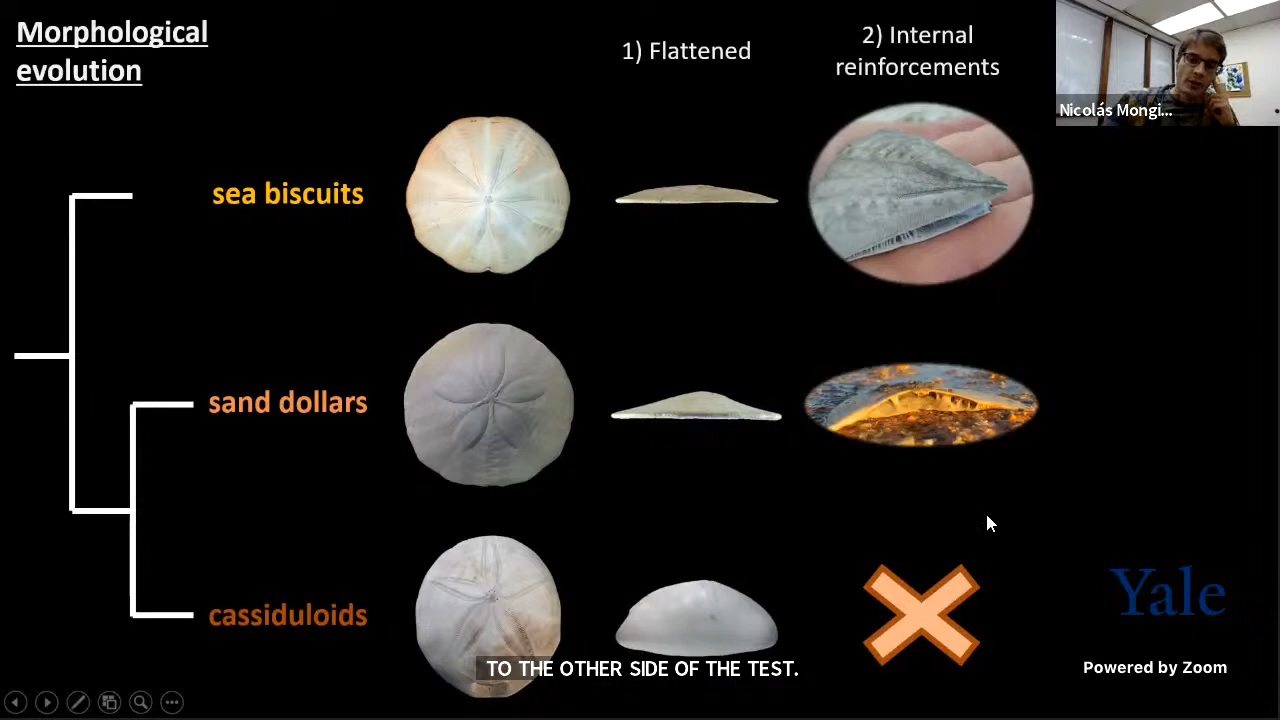 Morphological
evolution
1) Flattened
2) Internal
reinforcements
Nicolás Mongi...
sea biscuits
sand dollars
cassiduloids
TO THE OTHER SIDE OF THE TEST.
Yale
Powered by Zoom